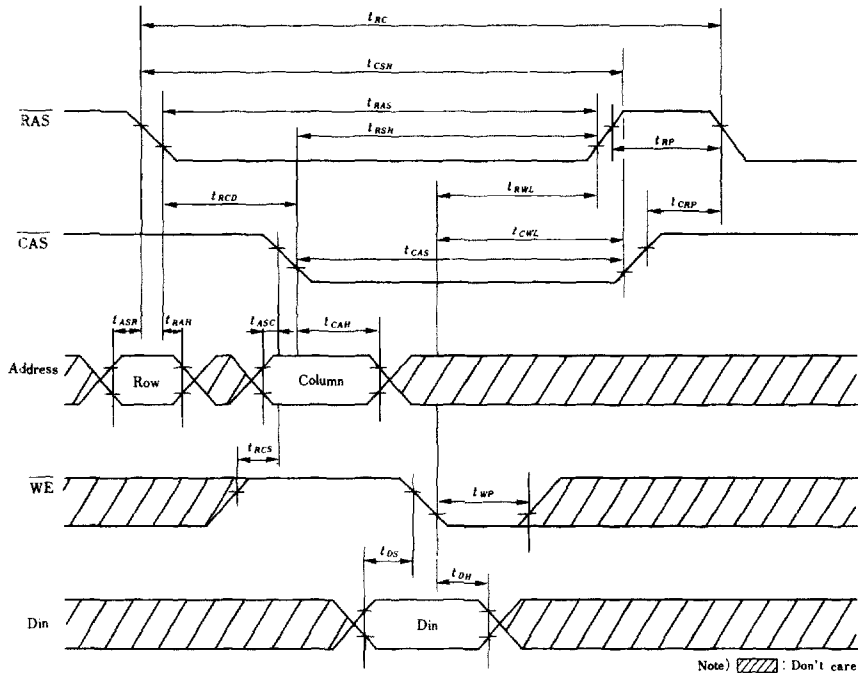 tRC
tCSH
RAS
tRAS
tRSH
tRP
tRWL
tRCD
tCRP
CAS
tCWL
tCAS
tASR
tRAH
tASC
tCAH
Address
Row
Column
tRCS
WE
tWP
tDS
tDH
Din
Din
Note) : Don't care